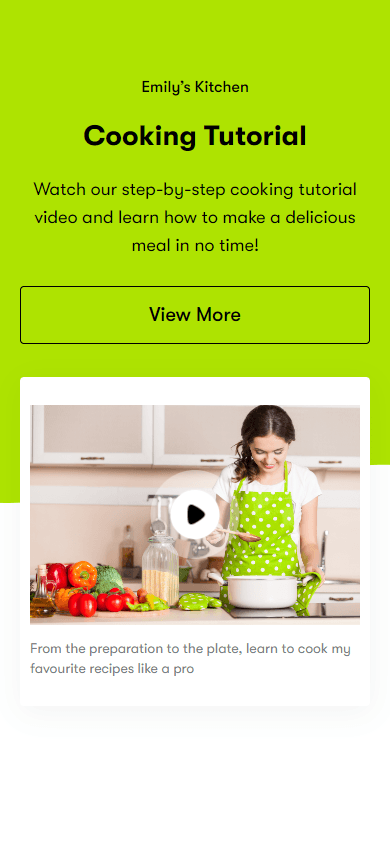 Emily's Kitchen
Cooking Tutorial
Watch our step-by-step cooking tutorial
video and learn how to make a delicious
meal in no time!
View More
From the preparation to the plate, learn to cook my
favourite recipes like a pro